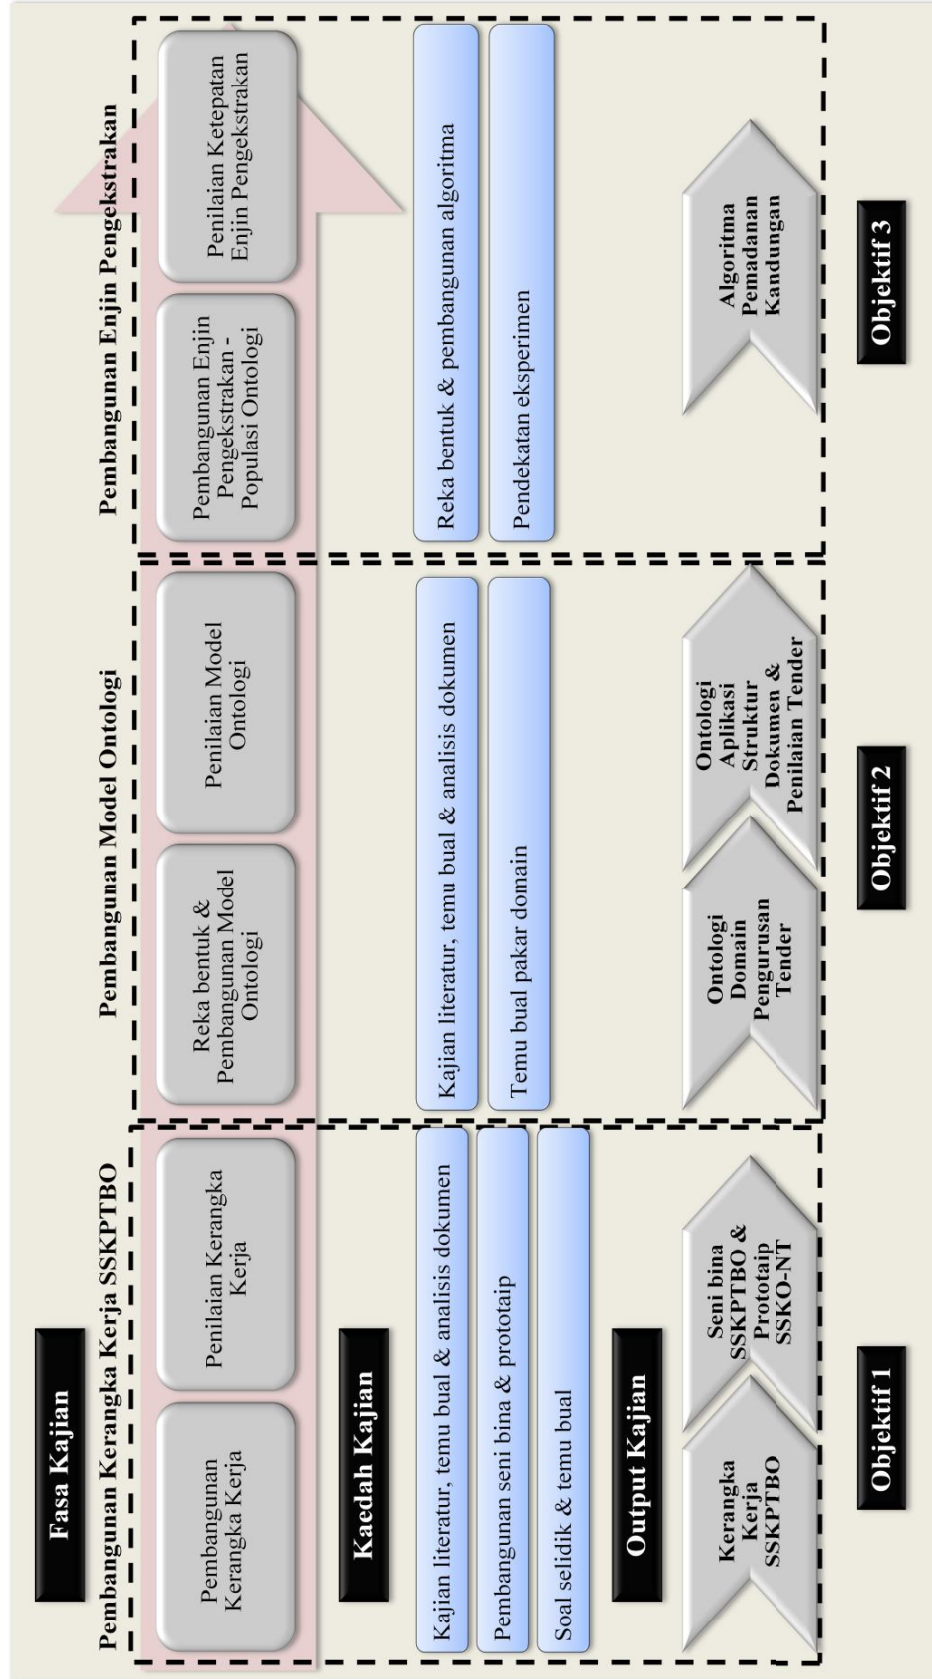 Fasa Kajian
Pembangunan Kerangka Kerja SSKPTBO
Pembangunan Model Ontologi
Pembangunan Enjin Pengekstrakan
Pembangunan
Kerangka Kerja
Penilaian Kerangka
Kerja
Reka bentuk &
Pembangunan Model
Ontologi
Penilaian Model
Ontologi
Pembangunan Enjin
Pengekstrakan -
Populasi Ontologi
Penilaian Ketepatan
Enjin Pengekstrakan
Kaedah Kajian
Kajian literatur, temu bual & analisis dokumen
Pembangunan seni bina & prototaip
Soal selidik & temu bual
Kajian literatur, temu bual & analisis dokumen
Temu bual pakar domain
Reka bentuk & pembangunan algoritma
Pendekatan eksperimen
Output Kajian
Kerangka
Kerja
SSKPTBO
Seni bina
SSKPTBO &
Prototaip
SSKO-NT
Ontologi
Domain
Pengurusan
Tender
Ontologi
Aplikasi
Struktur
Dokumen &
Penilaian Tender
Algoritma
Pemadanan
Kandungan
Objektif 1
Objektif 2
Objektif 3